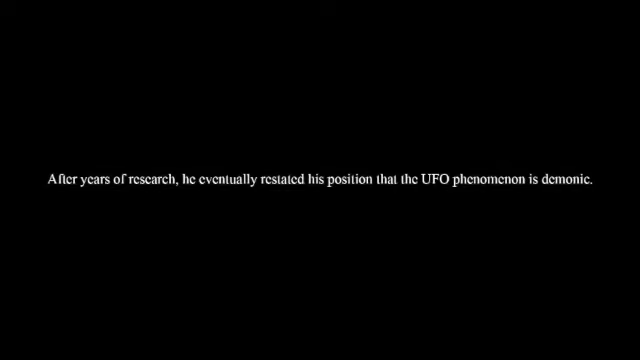 After years of research, he eventually restated his position that the UFO phenomenon is demonic.